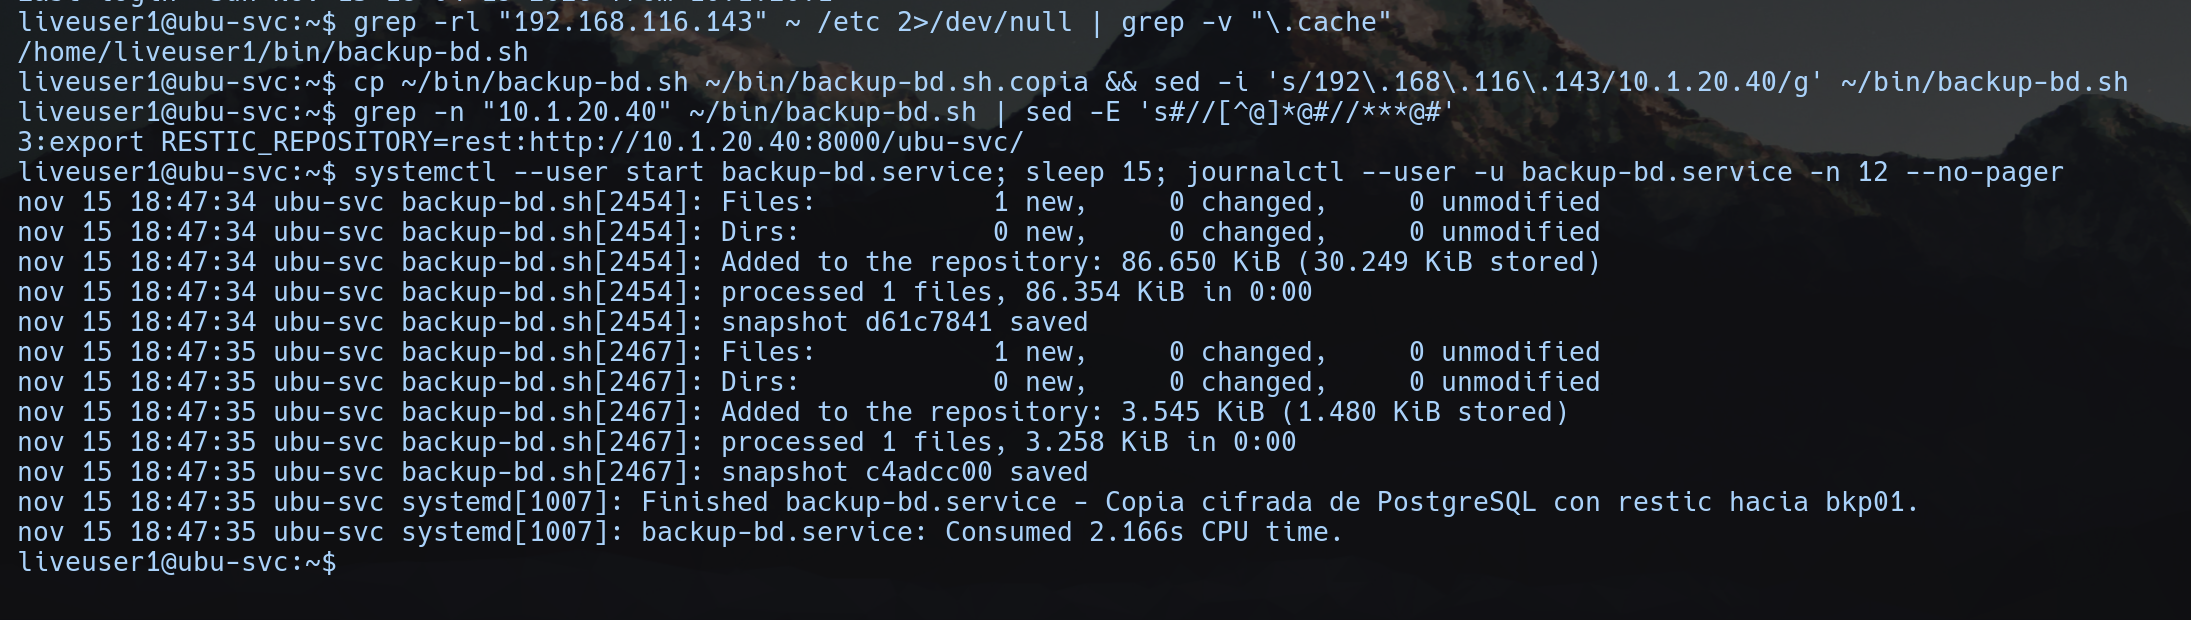 liveuser1@ubu-svc:~$ grep -rl "192.168.116.143" ~ /etc 2>/dev/null | grep -v "\.cache"
/home/liveuser1/bin/backup-bd.sh
liveuser1@ubu-svc:~$ cp ~/bin/backup-bd.sh ~/bin/backup-bd.sh.copia && sed -i 's/192\.168\.116\.143/10.1.20.40/g' ~/bin/backup-bd.sh
liveuser1@ubu-svc:~$ grep -n "10.1.20.40" ~/bin/backup-bd.sh | sed -E 's#//[^@]*@#//***@#'
3:export RESTIC_REPOSITORY=rest:http://10.1.20.40:8000/ubu-svc/
liveuser1@ubu-svc:~$ systemctl --user start backup-bd.service; sleep 15; journalctl --user -u backup-bd.service -n 12 --no-pager
nov 15 18:47:34 ubu-svc backup-bd.sh[2454]: Files:           1 new,     0 changed,     0 unmodified
nov 15 18:47:34 ubu-svc backup-bd.sh[2454]: Dirs:            0 new,     0 changed,     0 unmodified
nov 15 18:47:34 ubu-svc backup-bd.sh[2454]: Added to the repository: 86.650 KiB (30.249 KiB stored)
nov 15 18:47:34 ubu-svc backup-bd.sh[2454]: processed 1 files, 86.354 KiB in 0:00
nov 15 18:47:34 ubu-svc backup-bd.sh[2454]: snapshot d61c7841 saved
nov 15 18:47:35 ubu-svc backup-bd.sh[2467]: Files:           1 new,     0 changed,     0 unmodified
nov 15 18:47:35 ubu-svc backup-bd.sh[2467]: Dirs:            0 new,     0 changed,     0 unmodified
nov 15 18:47:35 ubu-svc backup-bd.sh[2467]: Added to the repository: 3.545 KiB (1.480 KiB stored)
nov 15 18:47:35 ubu-svc backup-bd.sh[2467]: processed 1 files, 3.258 KiB in 0:00
nov 15 18:47:35 ubu-svc backup-bd.sh[2467]: snapshot c4adcc00 saved
nov 15 18:47:35 ubu-svc systemd[1007]: Finished backup-bd.service - Copia cifrada de PostgreSQL con restic hacia bkp01.
nov 15 18:47:35 ubu-svc systemd[1007]: backup-bd.service: Consumed 2.166s CPU time.
liveuser1@ubu-svc:~$